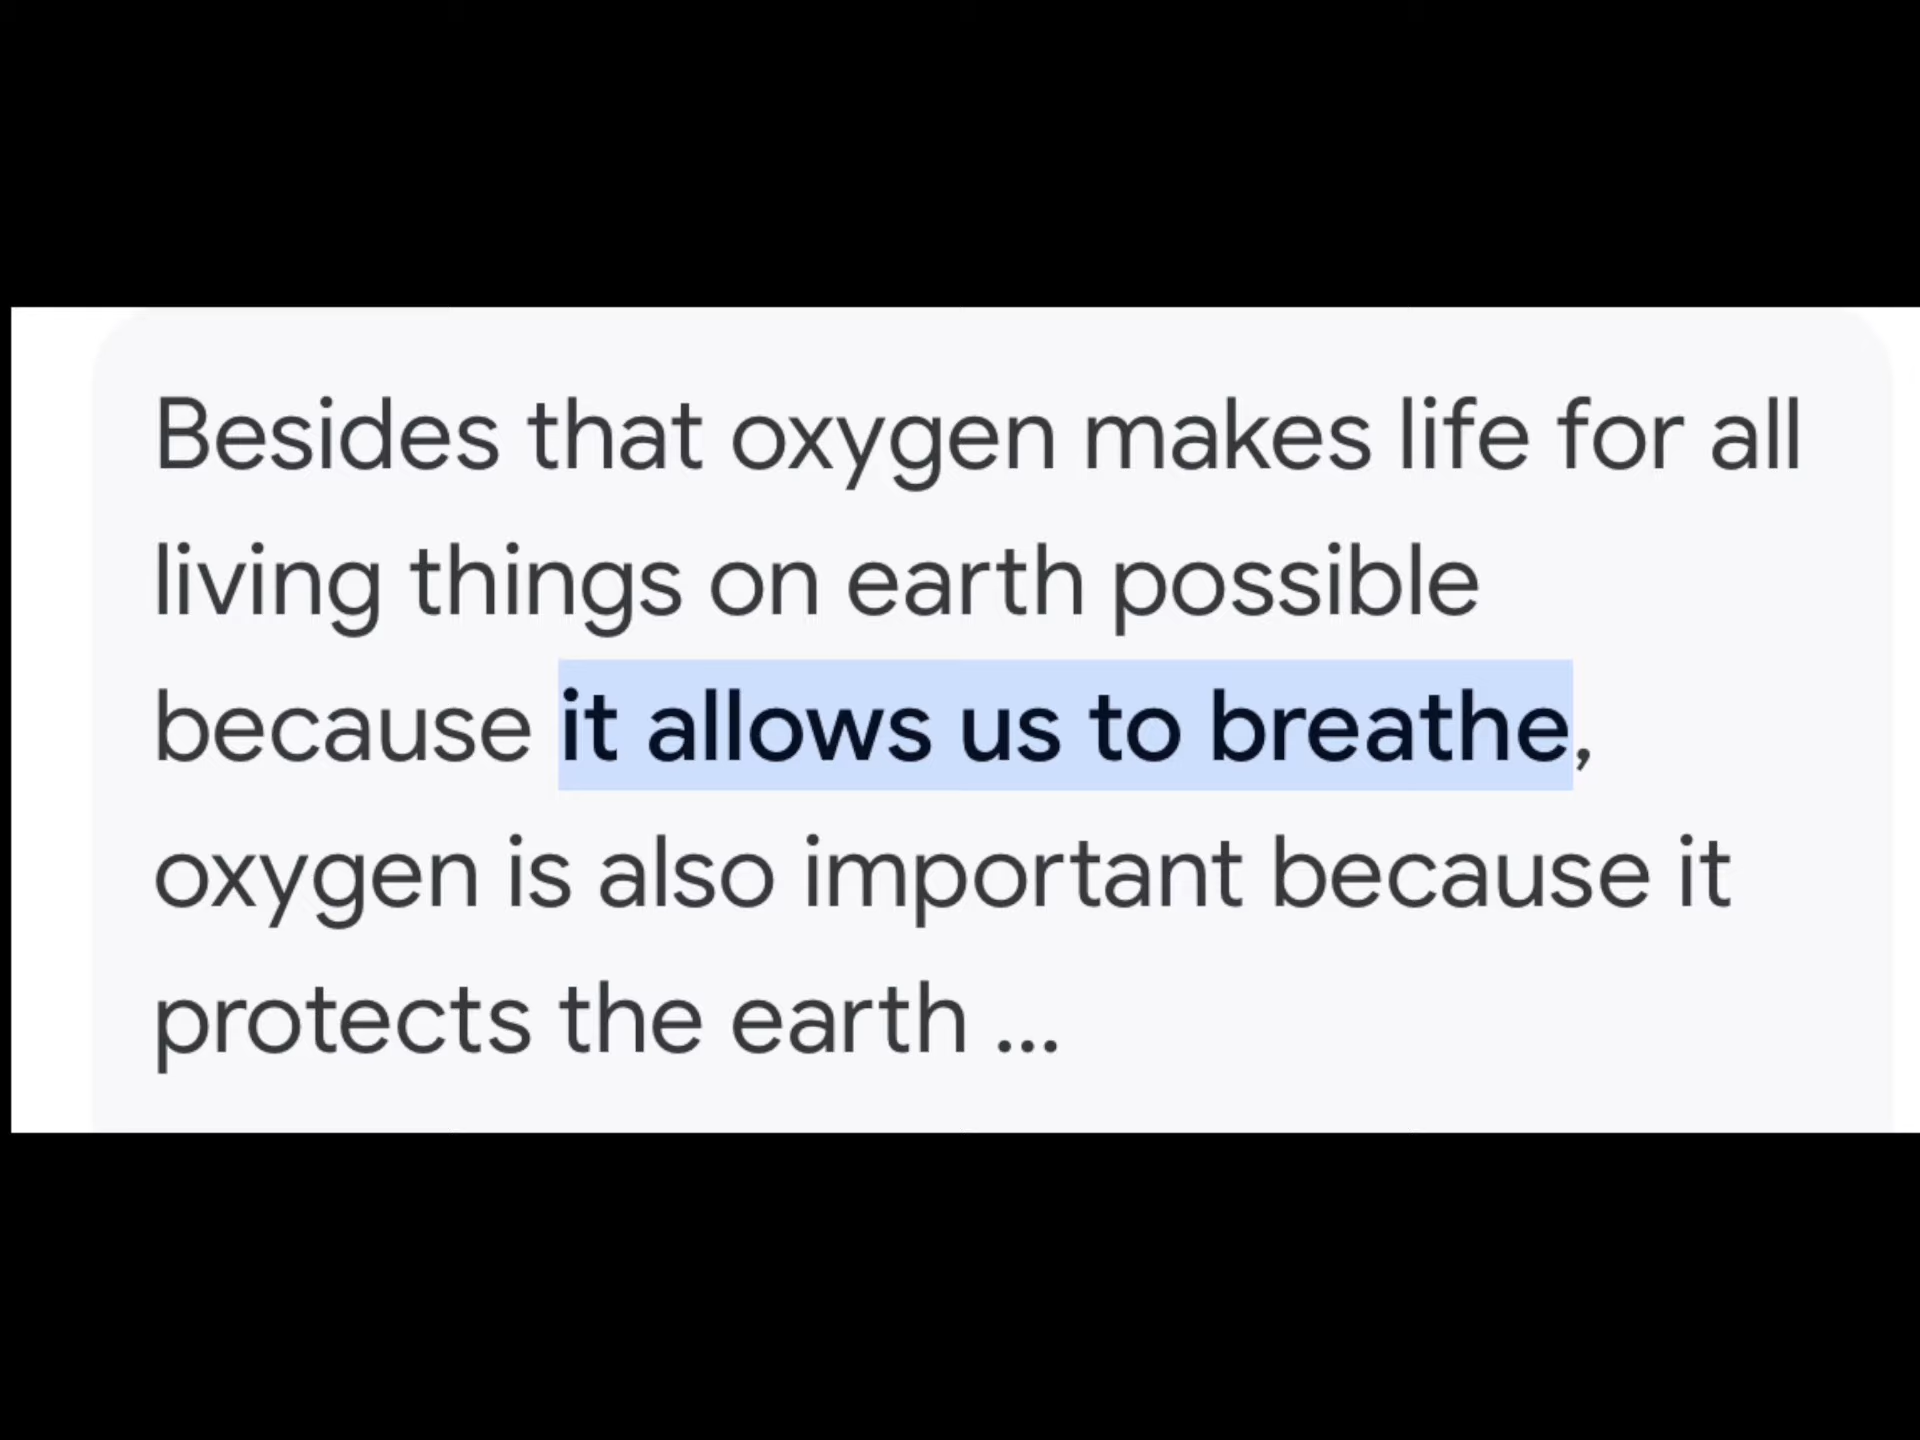 Besides that oxygen makes life for all
living things on earth possible
because it allows us to breathe,
oxygen is also important because it
protects the earth ...